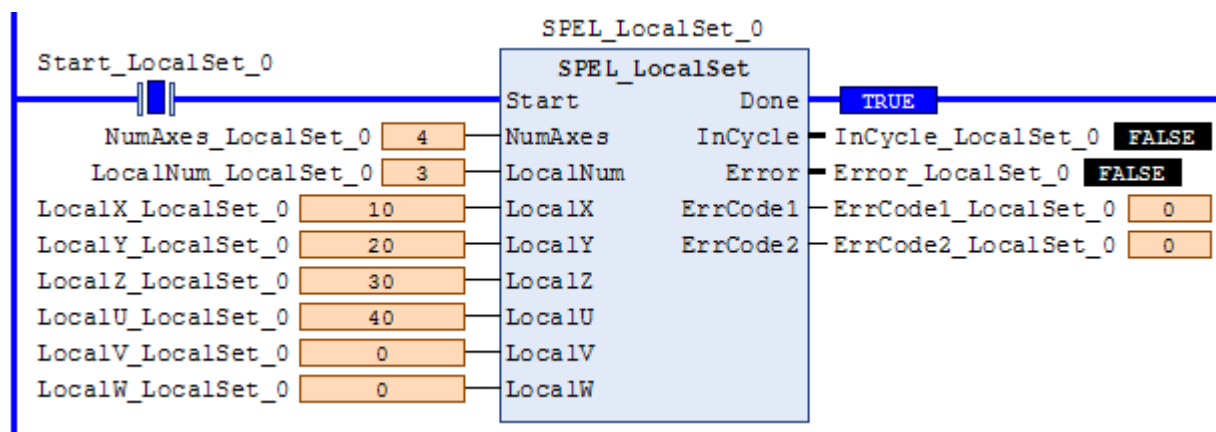 SPEL_LocalSet_0
Start_LocalSet_0 SPEL_LocalSet
Start Done TRUE
NumAxes_LocalSet_0 4 NumAxes InCycle InCycle_LocalSet_0 FALSE
LocalNum_LocalSet_0 3 LocalNum Error Error_LocalSet_0 FALSE
LocalX_LocalSet_0 10 LocalX ErrCode1 ErrCode1_LocalSet_0 0
LocalY_LocalSet_0 20 LocalY ErrCode2 ErrCode2_LocalSet_0 0
LocalZ_LocalSet_0 30 LocalZ
LocalU_LocalSet_0 40 LocalU
LocalV_LocalSet_0 0 LocalV
LocalW_LocalSet_0 0 LocalW